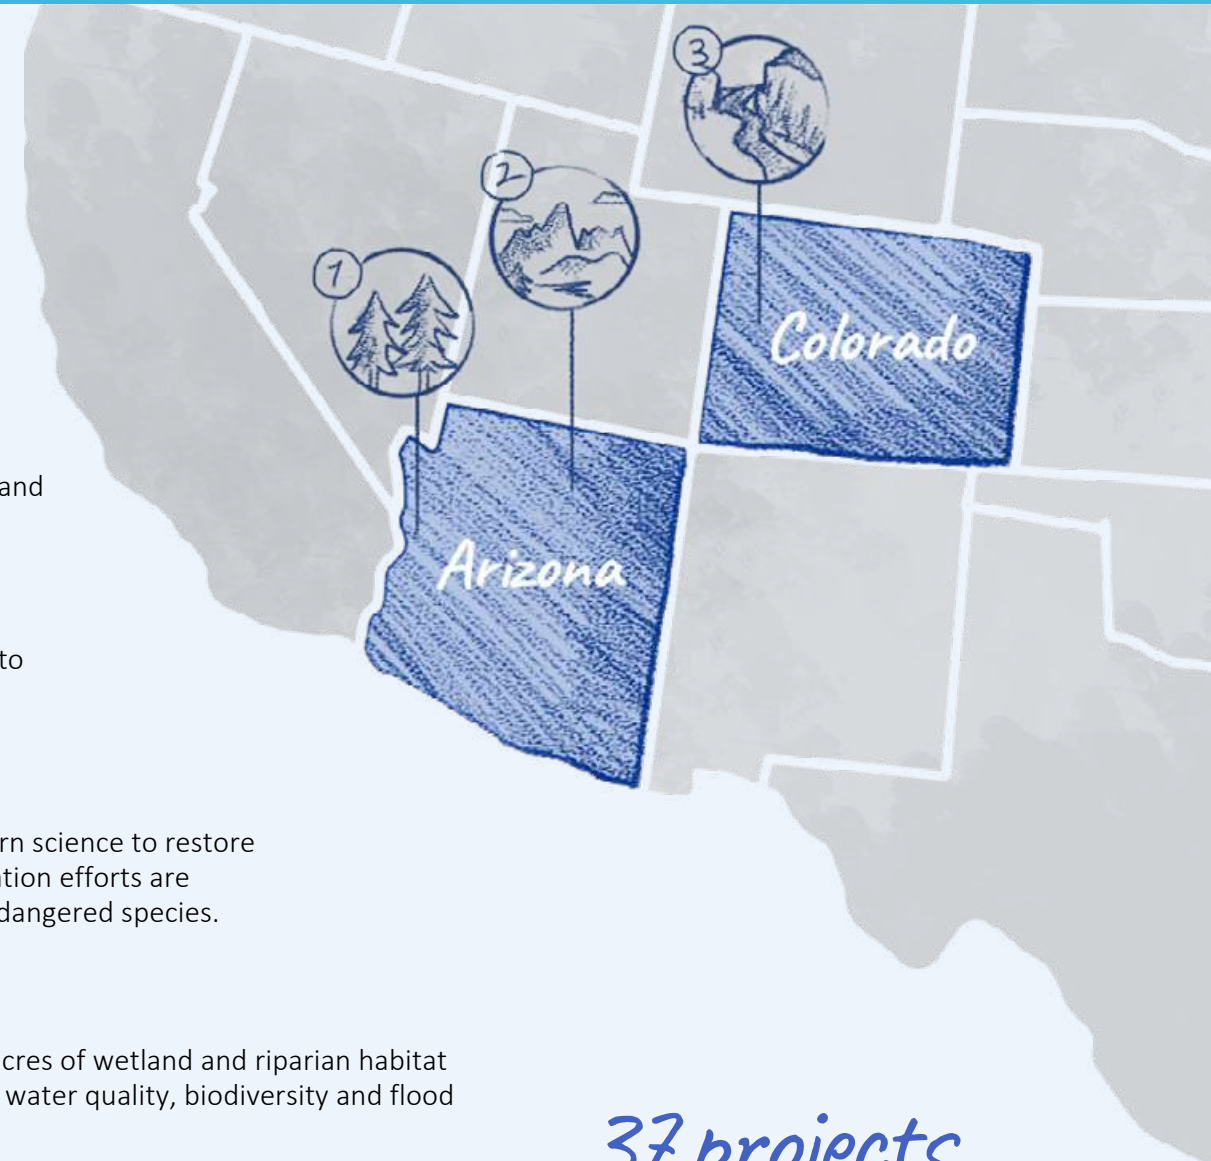 3
2
1
Colorado
Arizona
and
to
rn science to restore
tion efforts are
dangered species.
cres of wetland and riparian habitat
water quality, biodiversity and flood
37 projects